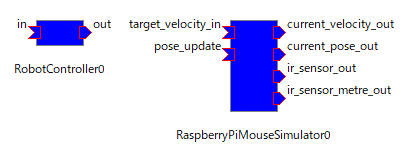 in out
RobotController0
target_velocity_in current_velocity_out
pose_update current_pose_out
ir_sensor_out
ir_sensor_metre_out
RaspberryPiMouseSimulator0